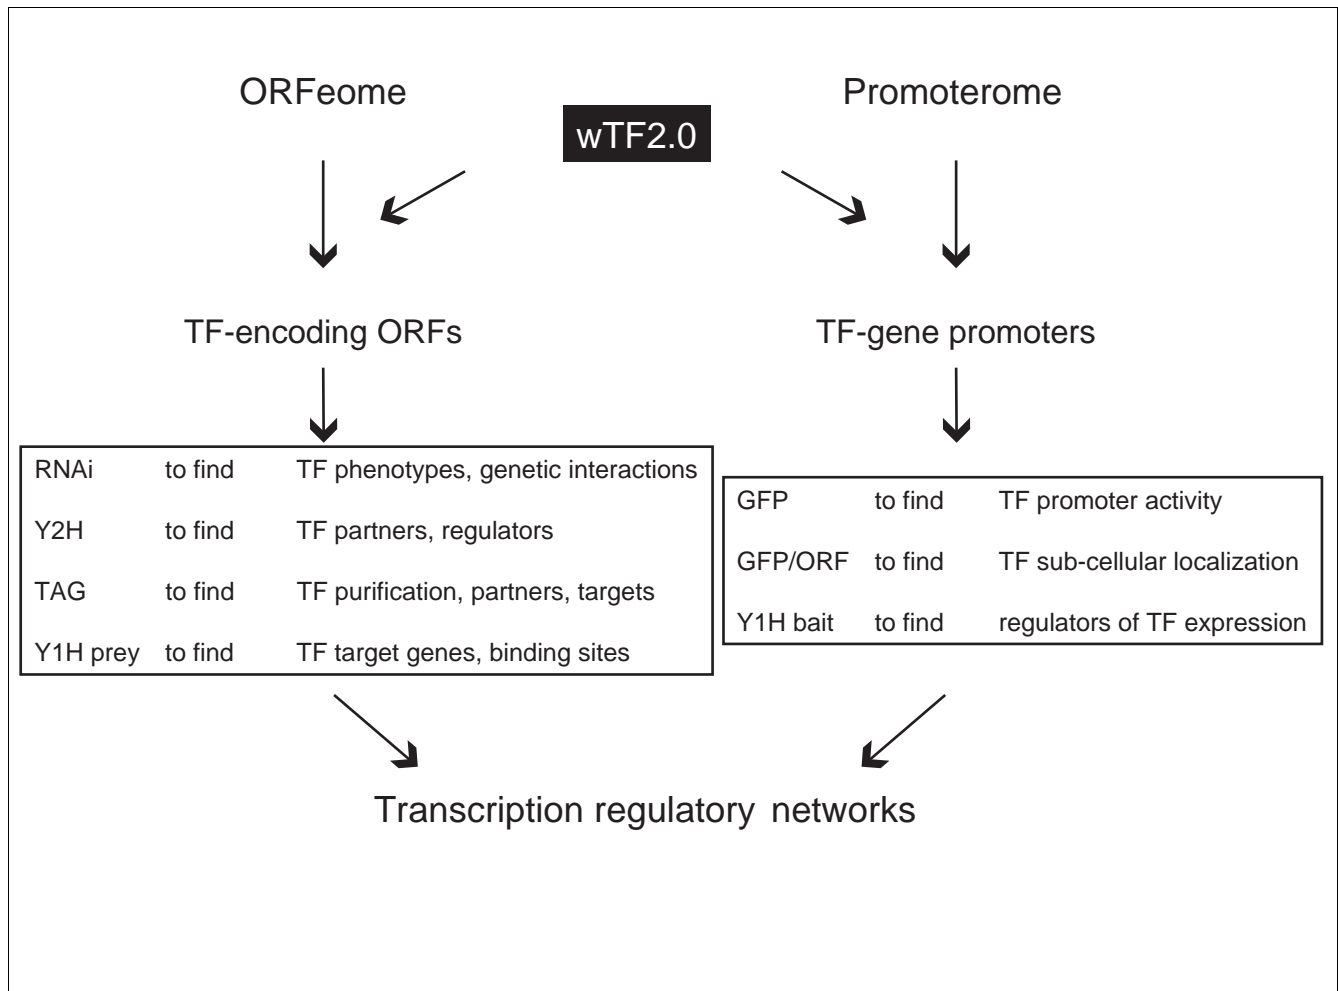 ORFeome
Promoterome
wTF2.0
TF-encoding ORFs
TF-gene promoters
RNAi to find TF phenotypes, genetic interactions
Y2H to find TF partners, regulators
TAG to find TF purification, partners, targets
Y1H prey to find TF target genes, binding sites
GFP to find TF promoter activity
GFP/ORF to find TF sub-cellular localization
Y1H bait to find regulators of TF expression
Transcription regulatory networks